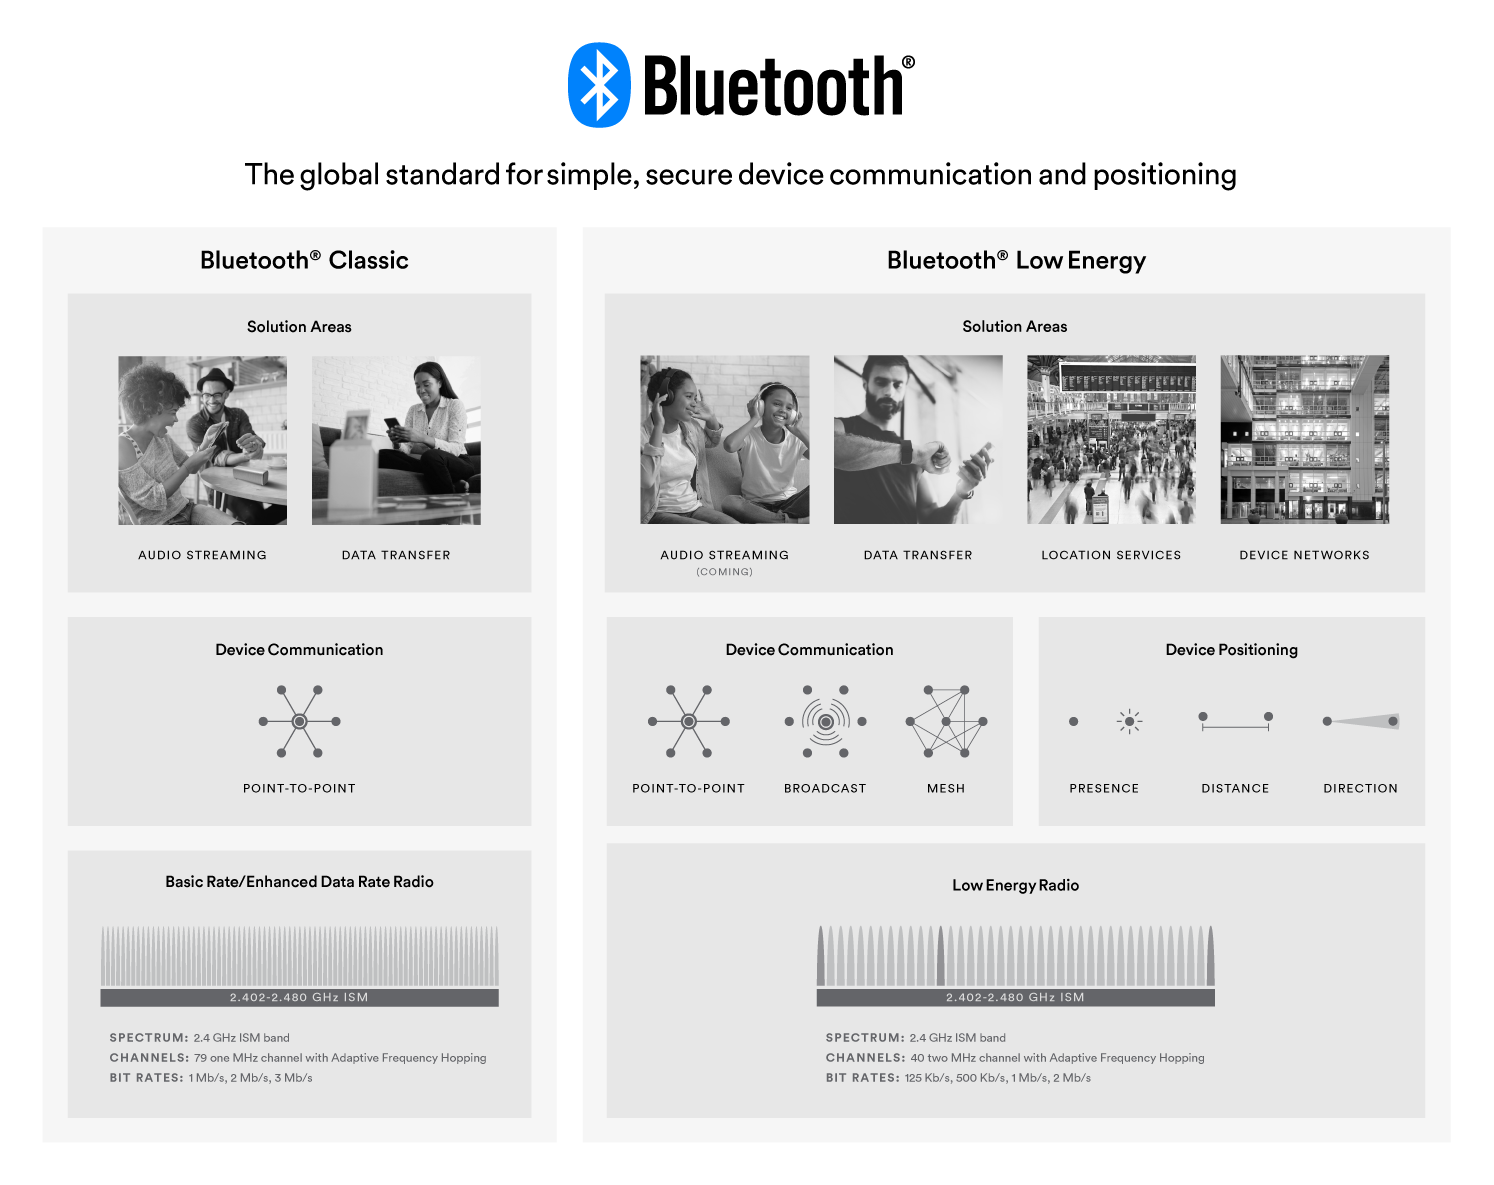 Bluetooth®
The global standard for simple, secure device communication and positioning
Bluetooth® Classic
Solution Areas
AUDIO STREAMING
DATA TRANSFER
Device Communication
POINT-TO-POINT
Basic Rate/Enhanced Data Rate Radio
2.402-2.480 GHz ISM
SPECTRUM: 2.4 GHz ISM band
CHANNELS: 79 one MHz channel with Adaptive Frequency Hopping
BIT RATES: 1 Mb/s, 2 Mb/s, 3 Mb/s
Bluetooth® Low Energy
Solution Areas
AUDIO STREAMING
(COMING)
DATA TRANSFER
LOCATION SERVICES
DEVICE NETWORKS
Device Communication
POINT-TO-POINT
BROADCAST
MESH
Device Positioning
PRESENCE
DISTANCE
DIRECTION
Low Energy Radio
2.402-2.480 GHz ISM
SPECTRUM: 2.4 GHz ISM band
CHANNELS: 40 two MHz channel with Adaptive Frequency Hopping
BIT RATES: 125 Kb/s, 500 Kb/s, 1 Mb/s, 2 Mb/s